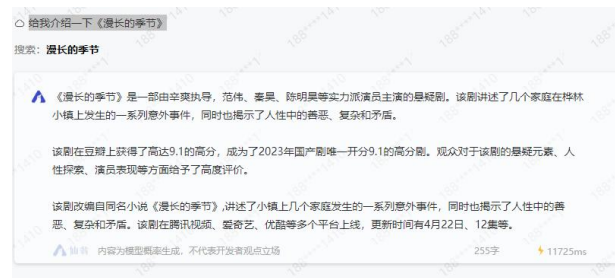 给我介绍一下《漫长的季节》
搜索：漫长的季节
《漫长的季节》是一部由辛爽执导，范伟、秦昊、陈明昊等实力派演员主演的悬疑剧。该剧讲述了几个家庭在桦林
小镇上发生的一系列意外事件，同时也揭示了人性中的善恶、复杂和矛盾。
该剧在豆瓣上获得了高达9.1的高分，成为了2023年国产剧唯一开分9.1的高分剧。观众对于该剧的悬疑元素、人
性探索、演员表现等方面给予了高度评价。
该剧改编自同名小说《漫长的季节》,讲述了小镇上几个家庭发生的一系列意外事件，同时也揭示了人性中的善
恶、复杂和矛盾。该剧在腾讯视频、爱奇艺、优酷等多个平台上线，更新时间有4月22日、12集等。
内容为模型概率生成，不代表开发者观点立场
255字
11725ms